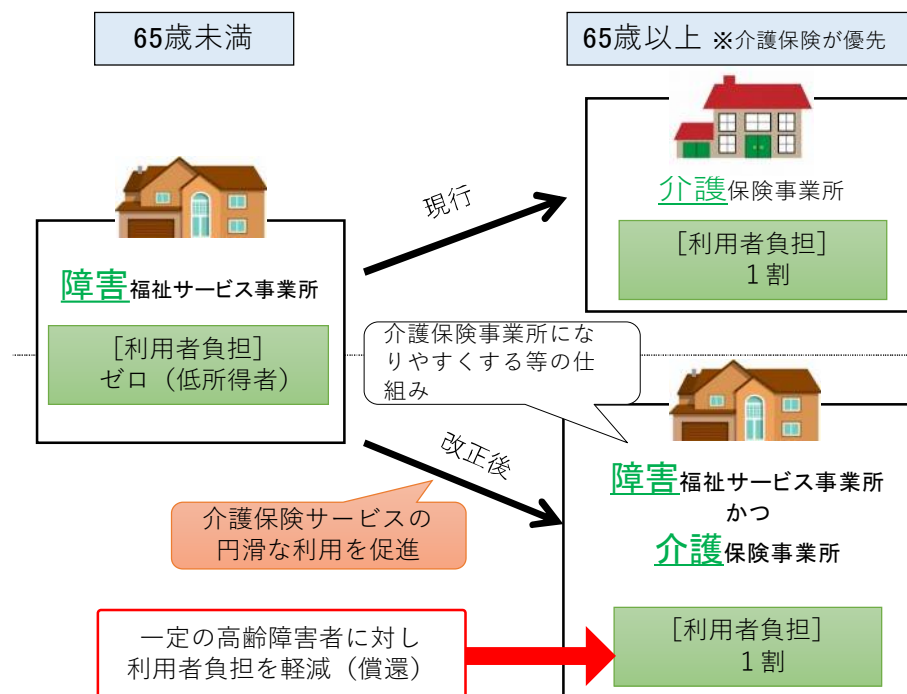 65歳未満
65歳以上 ※介護保険が優先
現行
介護保険事業所
[利用者負担]
１割
障害福祉サービス事業所
[利用者負担]
ゼロ（低所得者）
介護保険事業所にな
りやすくする等の仕
組み
改正後
介護保険サービスの
円滑な利用を促進
障害福祉サービス事業所
かつ
介護保険事業所
一定の高齢障害者に対し
利用者負担を軽減（償還）
[利用者負担]
１割